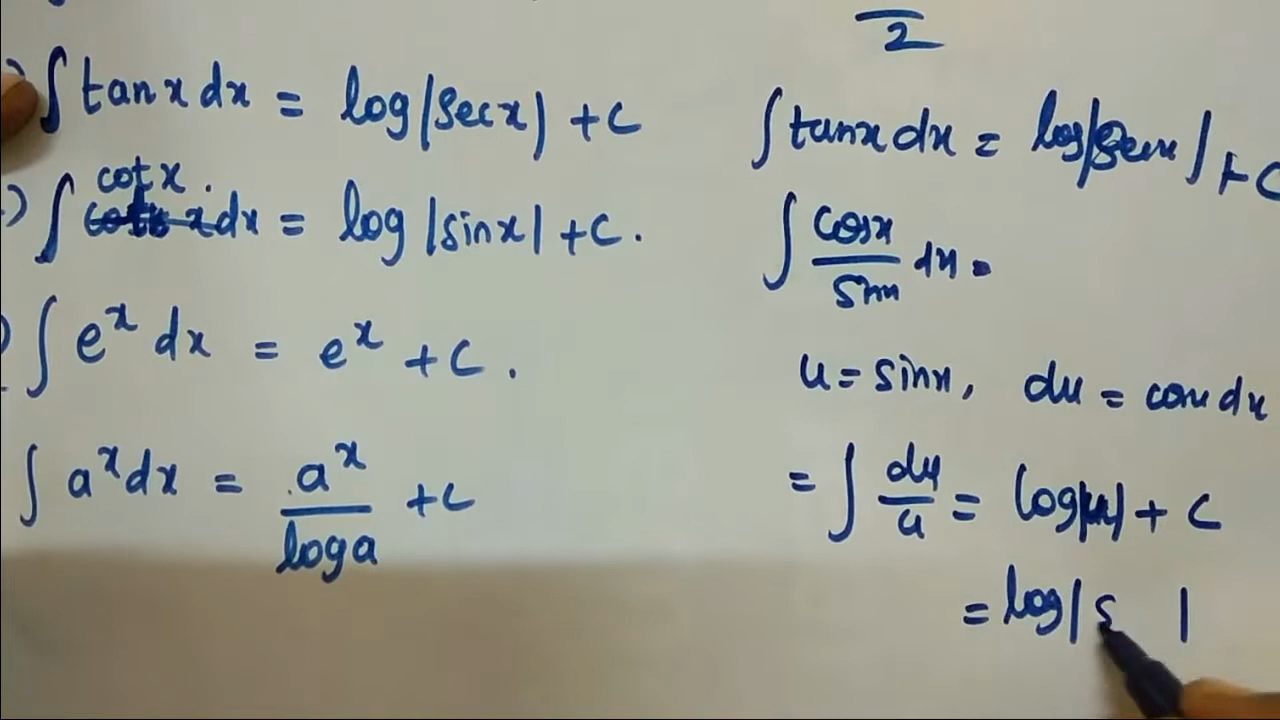 ∫ tan x dx = log|sec x| + c
cot x .
∫ dx = log |sin x| + c .
∫ e^x dx = e^x + c .
∫ a^x dx = a^x / log a + c
2
∫ tan x dx = log|sec x| + c
∫ cos x / sin x dx =
u = sin x, du = cos x dx
= ∫ du / u = log|u| + c
= log| s |